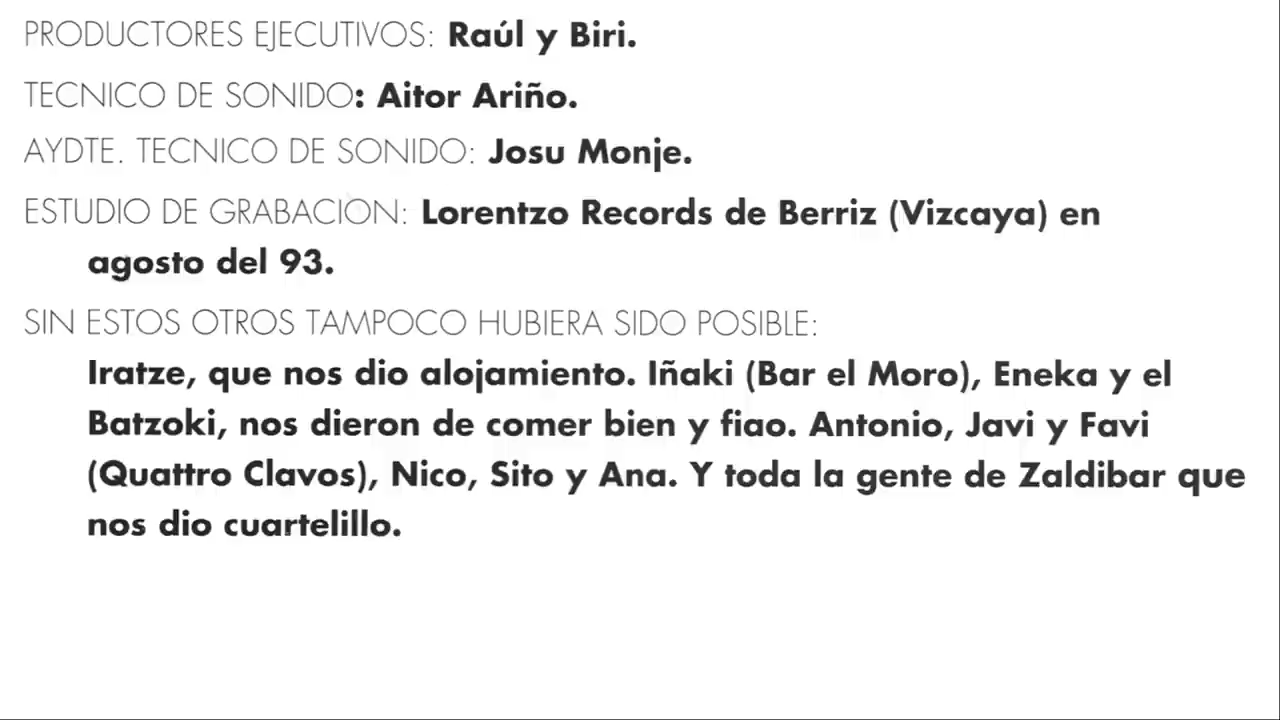 PRODUCTORES EJECUTIVOS: Raúl y Biri.
TECNICO DE SONIDO: Aitor Ariño.
AYDTE. TECNICO DE SONIDO: Josu Monje.
ESTUDIO DE GRABACION: Lorentzo Records de Berriz (Vizcaya) en
agosto del 93.
SIN ESTOS OTROS TAMPOCO HUBIERA SIDO POSIBLE:
Iratze, que nos dio alojamiento. Iñaki (Bar el Moro), Eneka y el
Batzoki, nos dieron de comer bien y fiao. Antonio, Javi y Favi
(Quattro Clavos), Nico, Sito y Ana. Y toda la gente de Zaldibar que
nos dio cuartelillo.